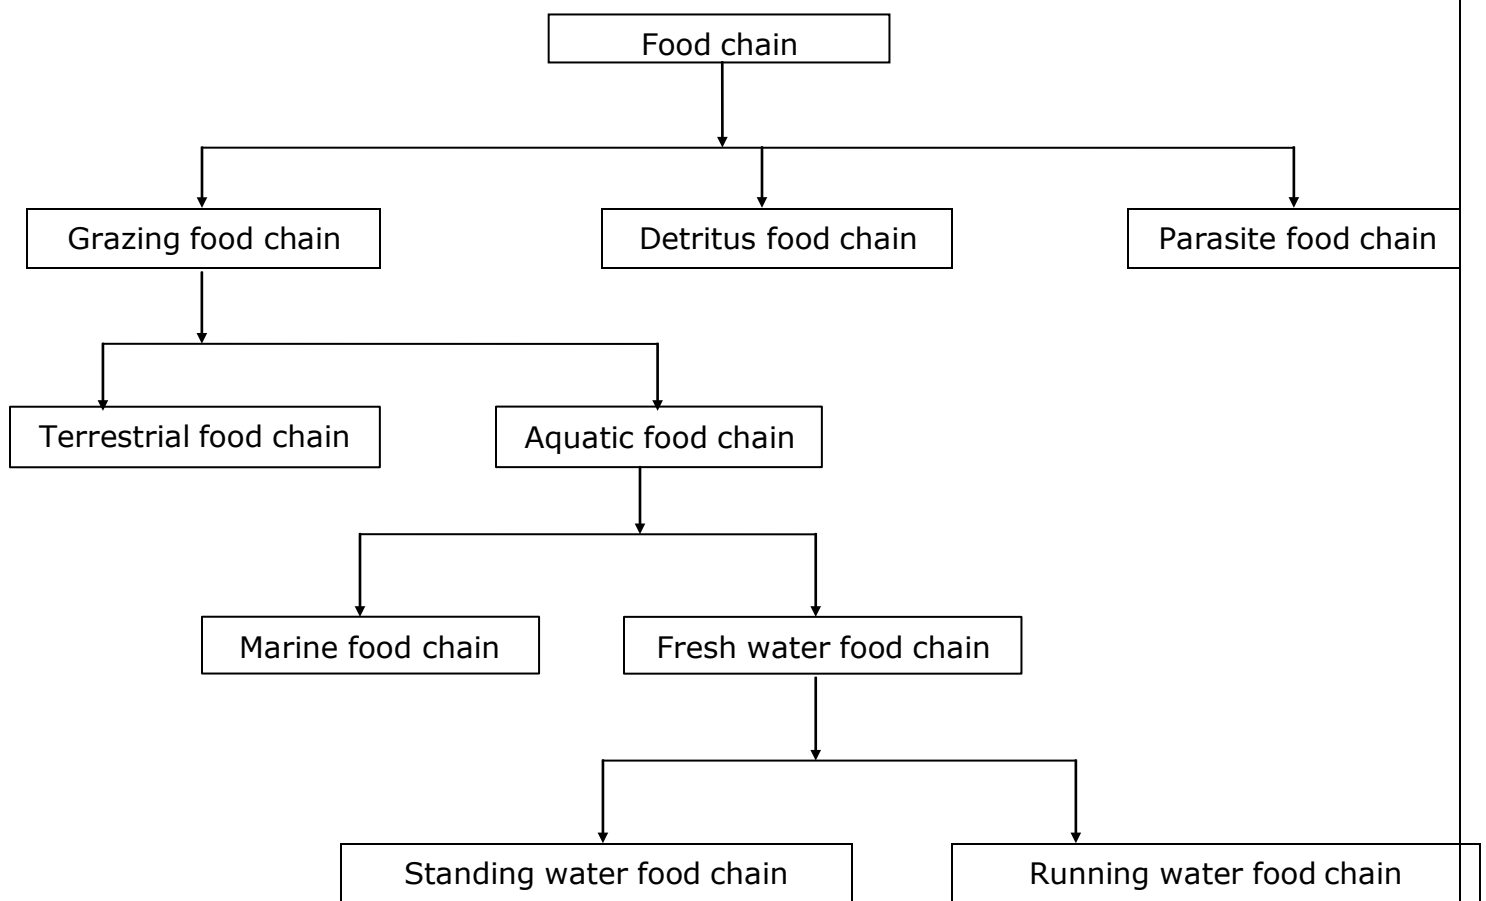 Food chain
Grazing food chain
Detritus food chain
Parasite food chain
Terrestrial food chain
Aquatic food chain
Marine food chain
Fresh water food chain
Standing water food chain
Running water food chain